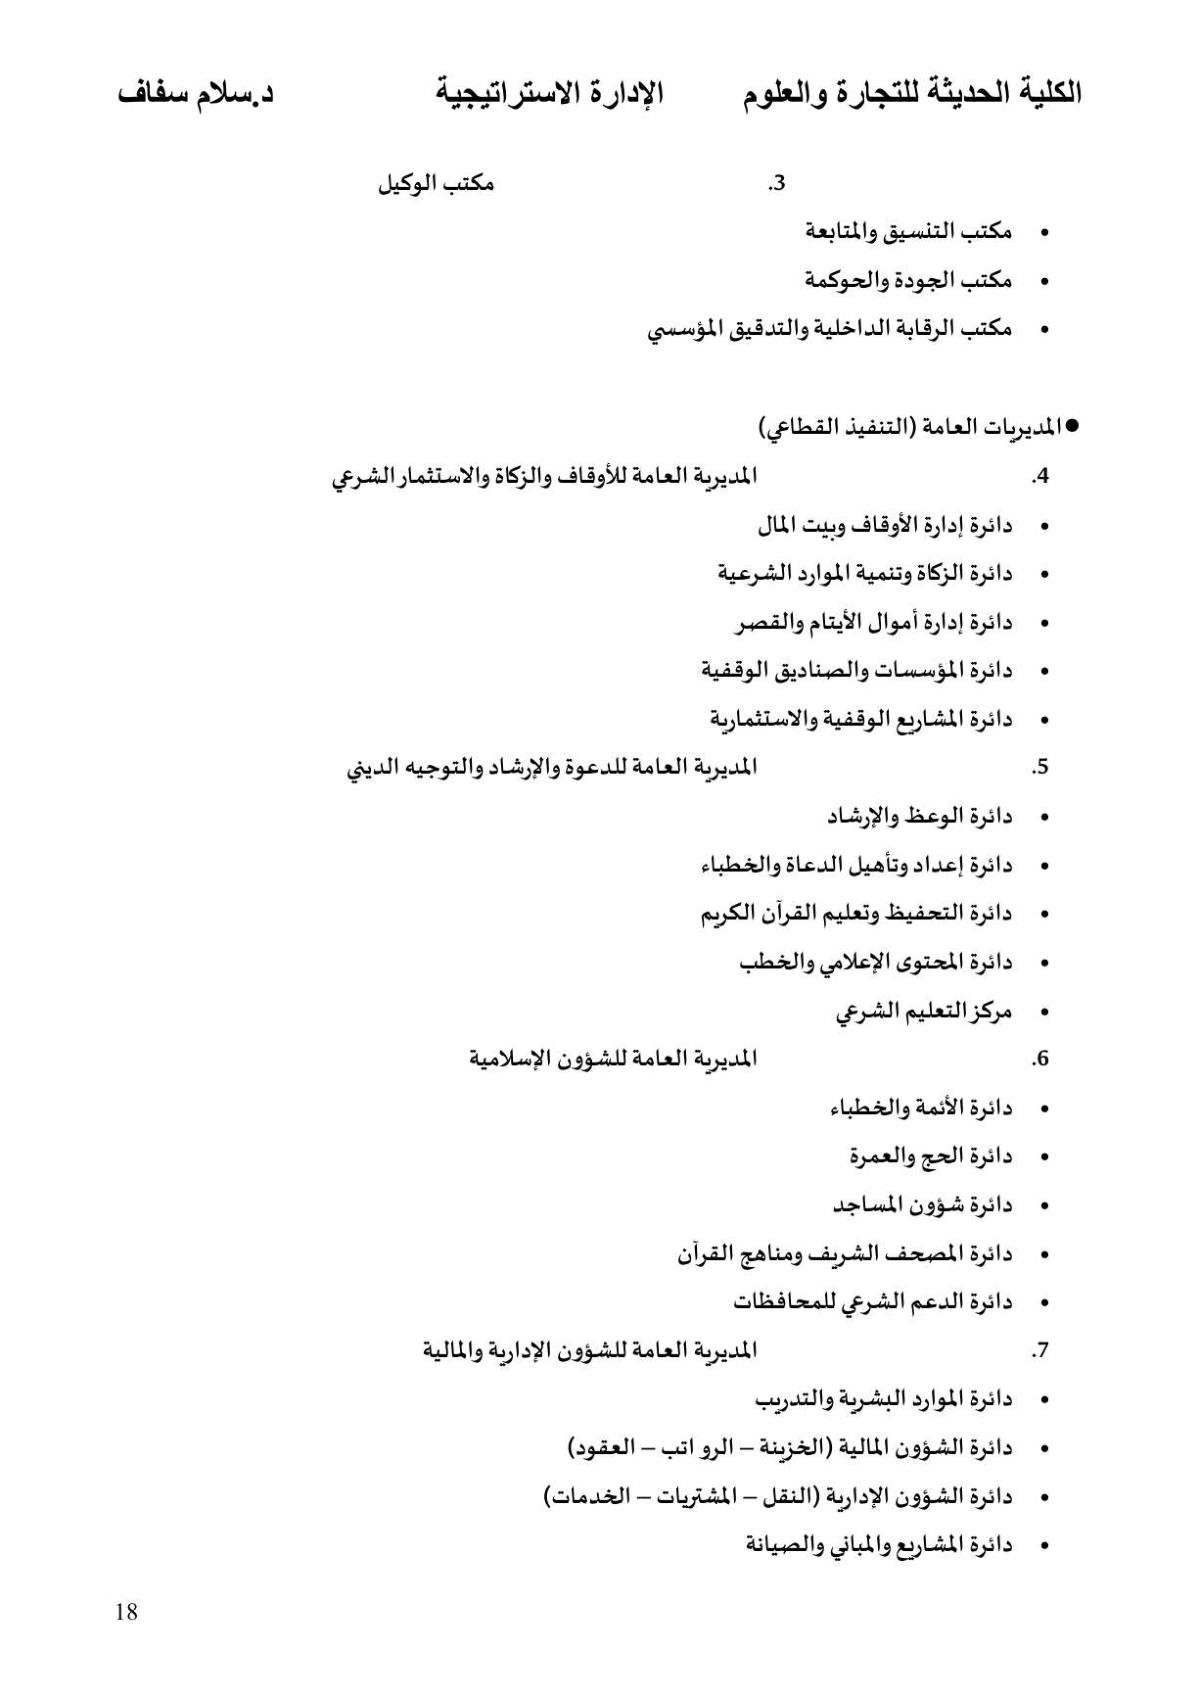 الكلية الحديثة للتجارة والعلوم الإدارة الاستراتيجية د.سلام سفاف
3. مكتب الوكيل
• مكتب التنسيق والمتابعة
• مكتب الجودة والحوكمة
• مكتب الرقابة الداخلية والتدقيق المؤسسي
●المديريات العامة (التنفيذ القطاعي)
4. المديرية العامة للأوقاف والزكاة والاستثمار الشرعي
• دائرة إدارة الأوقاف وبيت المال
• دائرة الزكاة وتنمية الموارد الشرعية
• دائرة إدارة أموال الأيتام والقصر
• دائرة المؤسسات والصناديق الوقفية
• دائرة المشاريع الوقفية والاستثمارية
5. المديرية العامة للدعوة والإرشاد والتوجيه الديني
• دائرة الوعظ والإرشاد
• دائرة إعداد وتأهيل الدعاة والخطباء
• دائرة التحفيظ وتعليم القرآن الكريم
• دائرة المحتوى الإعلامي والخطب
• مركز التعليم الشرعي
6. المديرية العامة للشؤون الإسلامية
• دائرة الأئمة والخطباء
• دائرة الحج والعمرة
• دائرة شؤون المساجد
• دائرة المصحف الشريف ومناهج القرآن
• دائرة الدعم الشرعي للمحافظات
7. المديرية العامة للشؤون الإدارية والمالية
• دائرة الموارد البشرية والتدريب
• دائرة الشؤون المالية (الخزينة – الرو اتب – العقود)
• دائرة الشؤون الإدارية (النقل – المشتريات – الخدمات)
• دائرة المشاريع والمباني والصيانة
18